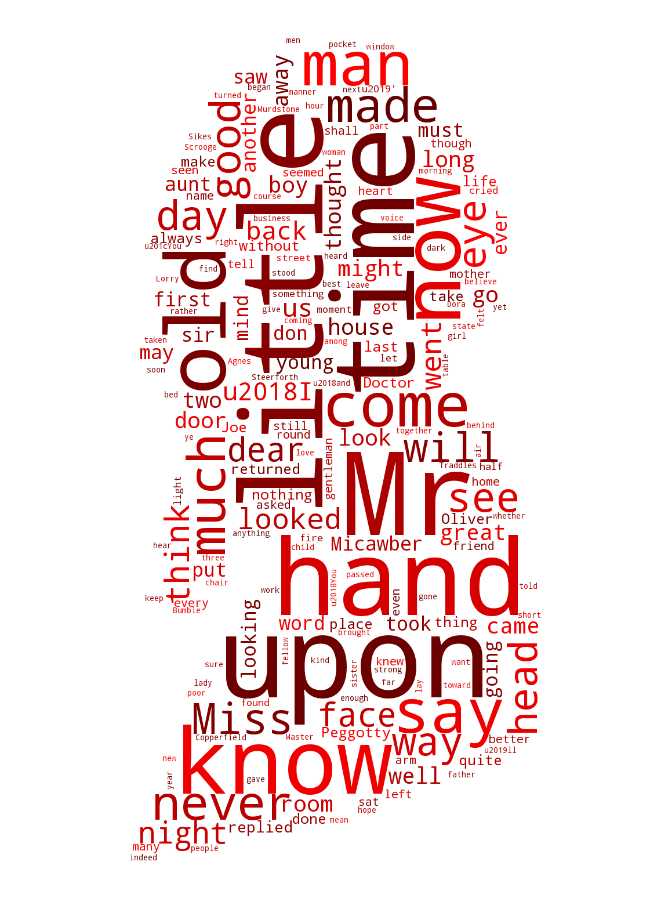 men
pocket
window
man
saw
away
began
manner
hour
nextu2019'
turned
made
good
another
Murdstone
little
time
part
Sikes
Scrooge
shall
must
though
make
woman
long
seen
seemed
thought
morning
aunt
boy
heart
life
cried
name
now
eye
ever
day
course
business
voice
back
always
u201cYou
right
without
heard
side
dark
old
find
tell
street
stood
might
mother
believe
Lorry
something
best
leave
take
go
first
rather
mind
give
us
moment
got
Dora
yet
felt
coming
sir
don
house
among
state
girl
may
taken
last
went
table
soon
Agnes
young
let
Steerforth
u2018and
Doctor
bed
two
u2018I
come
door
Joe
still
together
behind
ye
round
look
will
air
much
dear
love
gentleman
Traddles
half
returned
Mr
light
asked
home
nothing
see
think
looked
Oliver
whether
anything
fire
great
hear
child
Micawber
friend
three
put
hand
passed
chair
work
u2018You
gone
told
keep
every
even
Bumble
short
word
place
took
thing
came
looking
brought
upon
fellow
kind
knew
want
head
sure
sister
strong
going
lady
far
lay
toward
poor
enough
found
Miss
face
say
Copperfield
Master
Peggotty
way
better
u2019ll
know
new
arm
quite
year
gave
well
father
never
room
left
sat
hope
night
replied
done
mean
many
people
indeed